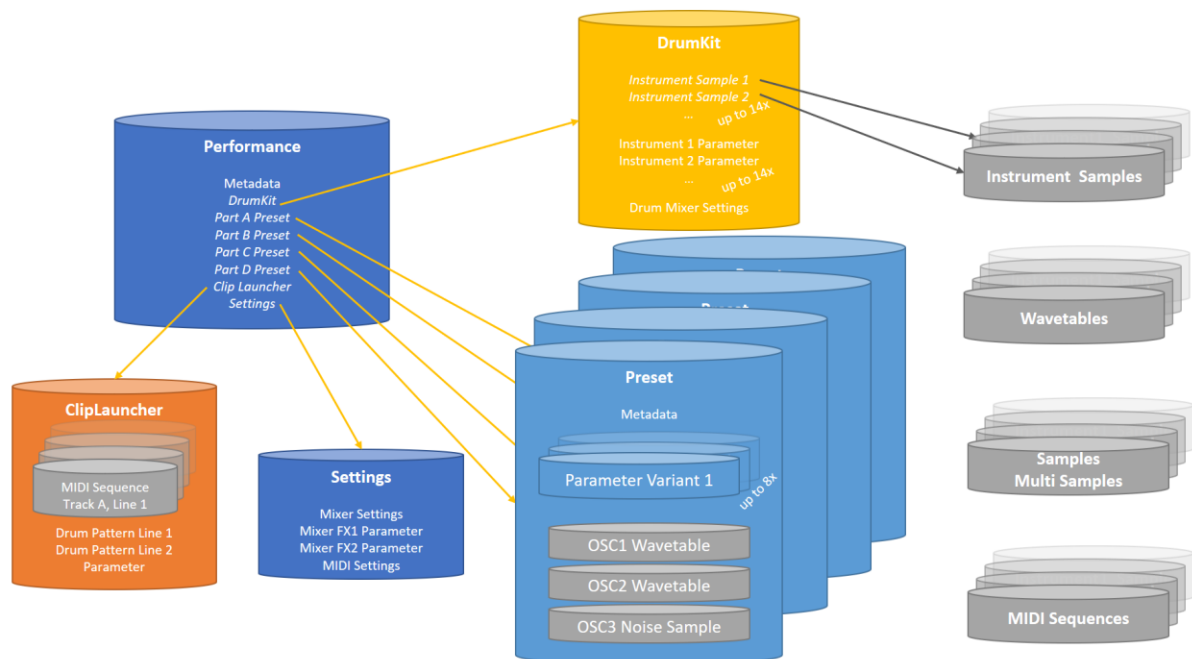 DrumKit
Instrument Sample 1
Instrument Sample 2
...
up to 14x
Instrument 1 Parameter
Instrument 2 Parameter
...
up to 14x
Drum Mixer Settings
Performance
Metadata
DrumKit
Part A Preset
Part B Preset
Part C Preset
Part D Preset
Clip Launcher
Settings
Instrument Samples
Wavetables
Samples
Multi Samples
MIDI Sequences
ClipLauncher
MIDI Sequence
Track A, Line 1
Drum Pattern Line 1
Drum Pattern Line 2
Parameter
Settings
Mixer Settings
Mixer FX1 Parameter
Mixer FX2 Parameter
MIDI Settings
Preset
Metadata
Parameter Variant 1
up to 8x
OSC1 Wavetable
OSC2 Wavetable
OSC3 Noise Sample